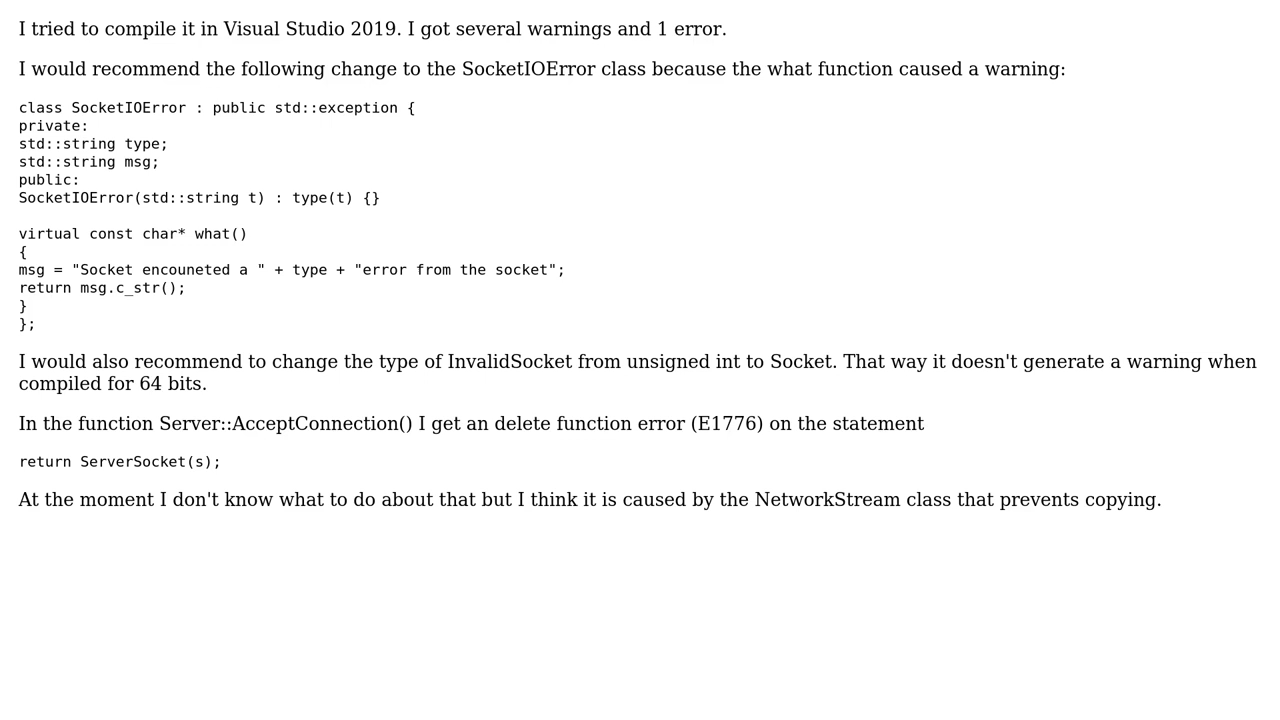 I tried to compile it in Visual Studio 2019. I got several warnings and 1 error.
I would recommend the following change to the SocketIOError class because the what function caused a warning:
class SocketIOError : public std::exception {
private:
std::string type;
std::string msg;
public:
SocketIOError(std::string t) : type(t) {}
virtual const char* what()
{
msg = "Socket encouneted a " + type + "error from the socket";
return msg.c_str();
}
};
I would also recommend to change the type of InvalidSocket from unsigned int to Socket. That way it doesn't generate a warning when
compiled for 64 bits.
In the function Server::AcceptConnection() I get an delete function error (E1776) on the statement
return ServerSocket(s);
At the moment I don't know what to do about that but I think it is caused by the NetworkStream class that prevents copying.